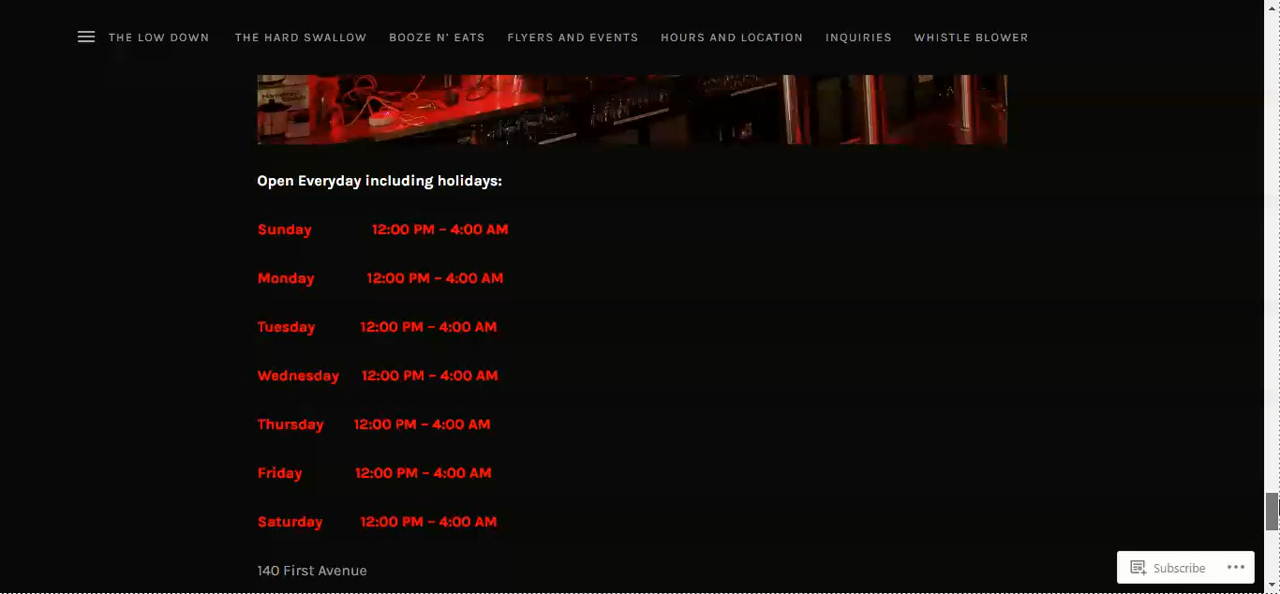 THE LOW DOWN THE HARD SWALLOW BOOZE N' EATS FLYERS AND EVENTS HOURS AND LOCATION INQUIRIES WHISTLE BLOWER
Open Everyday including holidays:
Sunday 12:00 PM – 4:00 AM
Monday 12:00 PM – 4:00 AM
Tuesday 12:00 PM – 4:00 AM
Wednesday 12:00 PM – 4:00 AM
Thursday 12:00 PM – 4:00 AM
Friday 12:00 PM – 4:00 AM
Saturday 12:00 PM – 4:00 AM
140 First Avenue
Subscribe